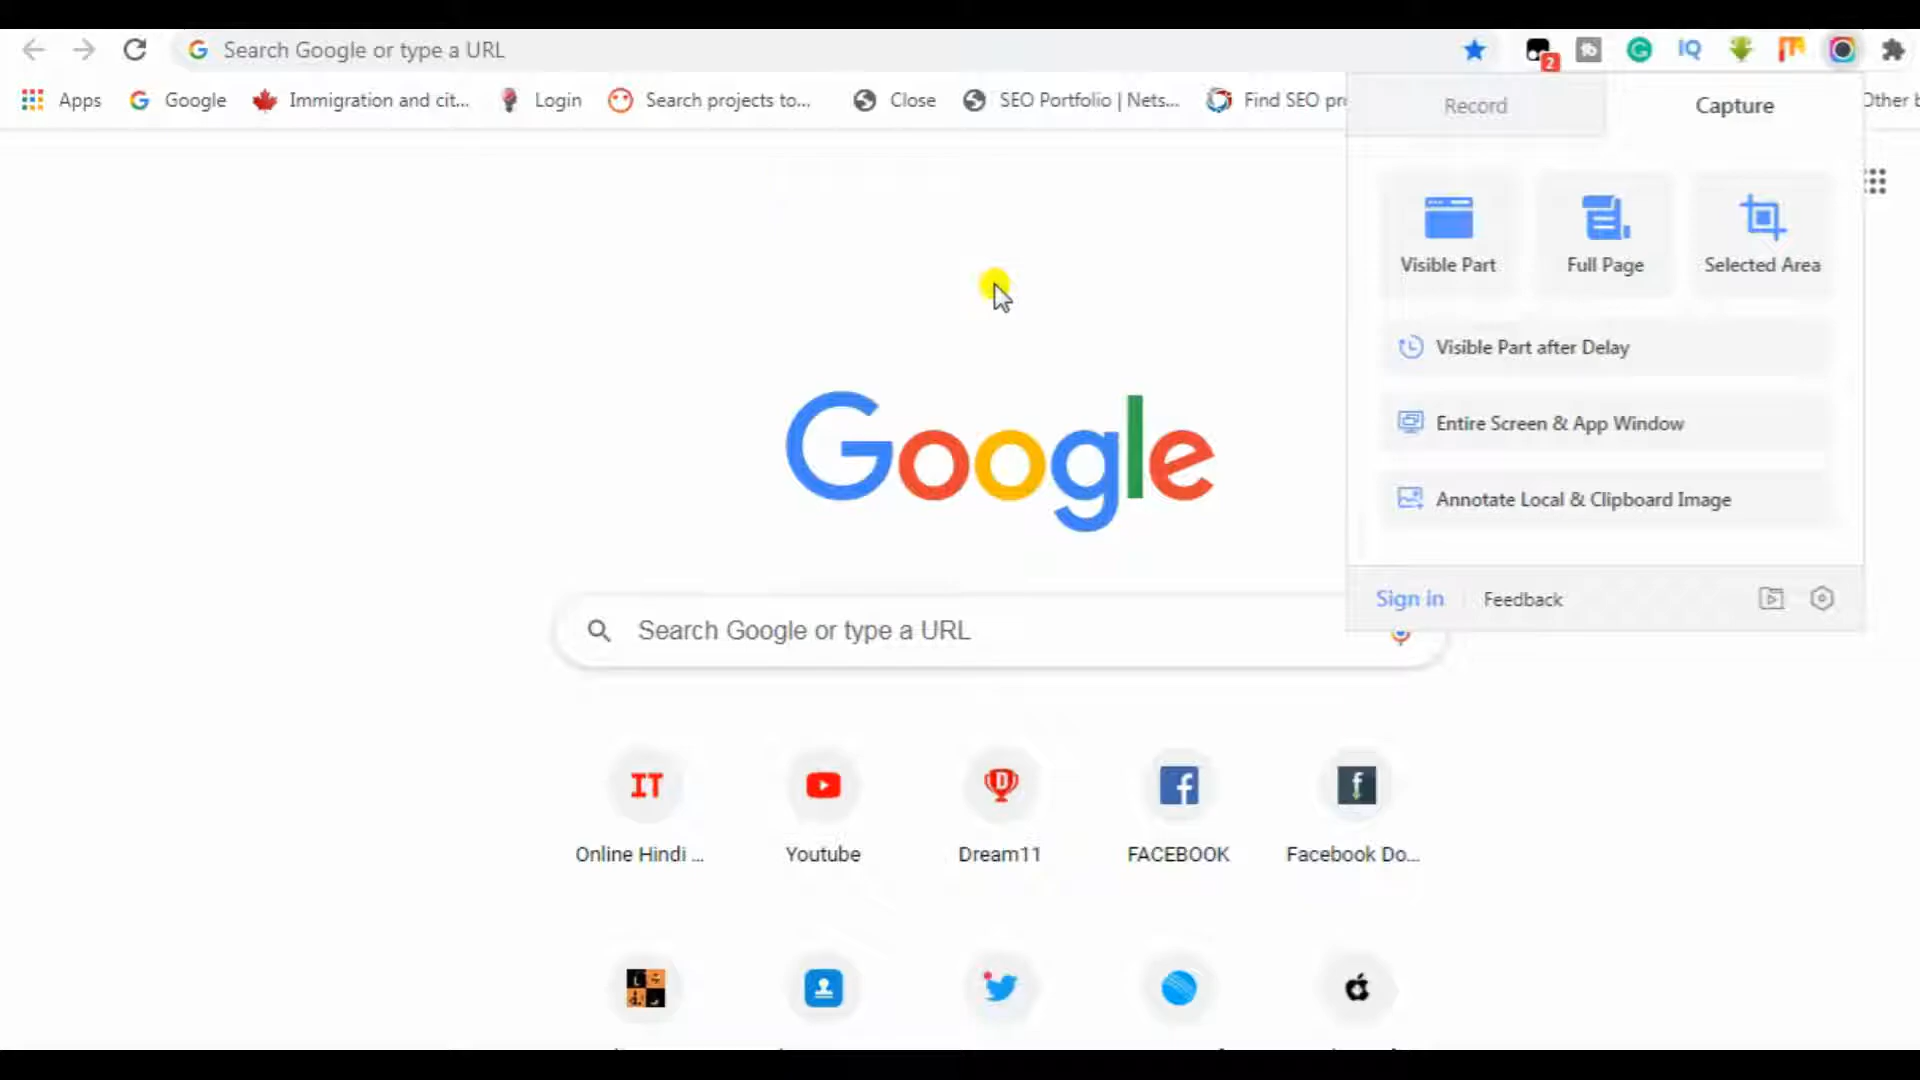 Search Google or type a URL
2
Apps Google Immigration and cit... Login Search projects to... Close SEO Portfolio | Nets... Find SEO pr Other b
Record Capture
Visible Part Full Page Selected Area
Visible Part after Delay
Entire Screen & App Window
Annotate Local & Clipboard Image
Sign in Feedback
Google
Search Google or type a URL
IT
Online Hindi ... Youtube Dream11 FACEBOOK Facebook Do...